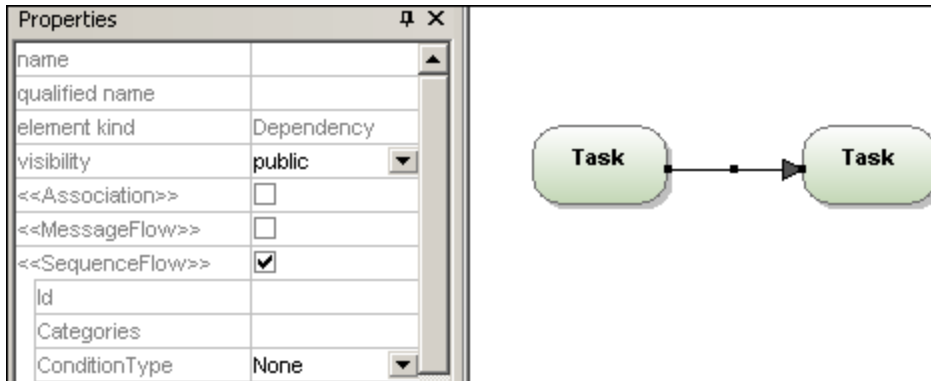 Properties
name
qualified name
element kind Dependency
visibility public
<<Association>>
<<MessageFlow>>
<<SequenceFlow>>
Id
Categories
ConditionType None
Task Task